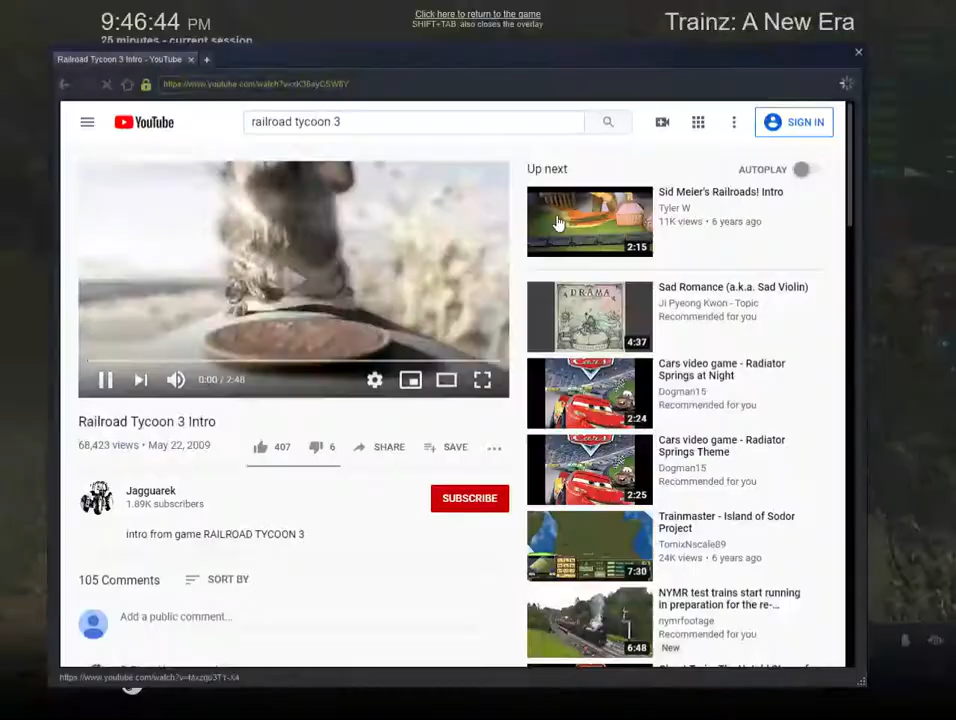 9:46:44 PM
25 minutes - current session
Click here to return to the game
SHIFT+TAB also closes the overlay
Trainz: A New Era
Railroad Tycoon 3 Intro - YouTube
YouTube
railroad tycoon 3
SIGN IN
Up next
AUTOPLAY
Sid Meier's Railroads! Intro
Tyler W
11K views • 6 years ago
2:15
DRAMA
Sad Romance (a.k.a. Sad Violin)
Ji Pyeong Kwon - Topic
Recommended for you
4:37
Cars video game - Radiator
Springs at Night
Dogman15
Recommended for you
2:24
Cars video game - Radiator
Springs Theme
Dogman15
Recommended for you
2:25
Trainmaster - Island of Sodor
Project
TomixNscale89
24K views • 6 years ago
7:30
NYMR test trains start running
in preparation for the re-...
nymrfootage
Recommended for you
New
6:48
0:00 / 2:48
Railroad Tycoon 3 Intro
68,423 views • May 22, 2009
407
6
SHARE
SAVE
Jagguarek
1.89K subscribers
SUBSCRIBE
intro from game RAILROAD TYCOON 3
105 Comments
SORT BY
Add a public comment...